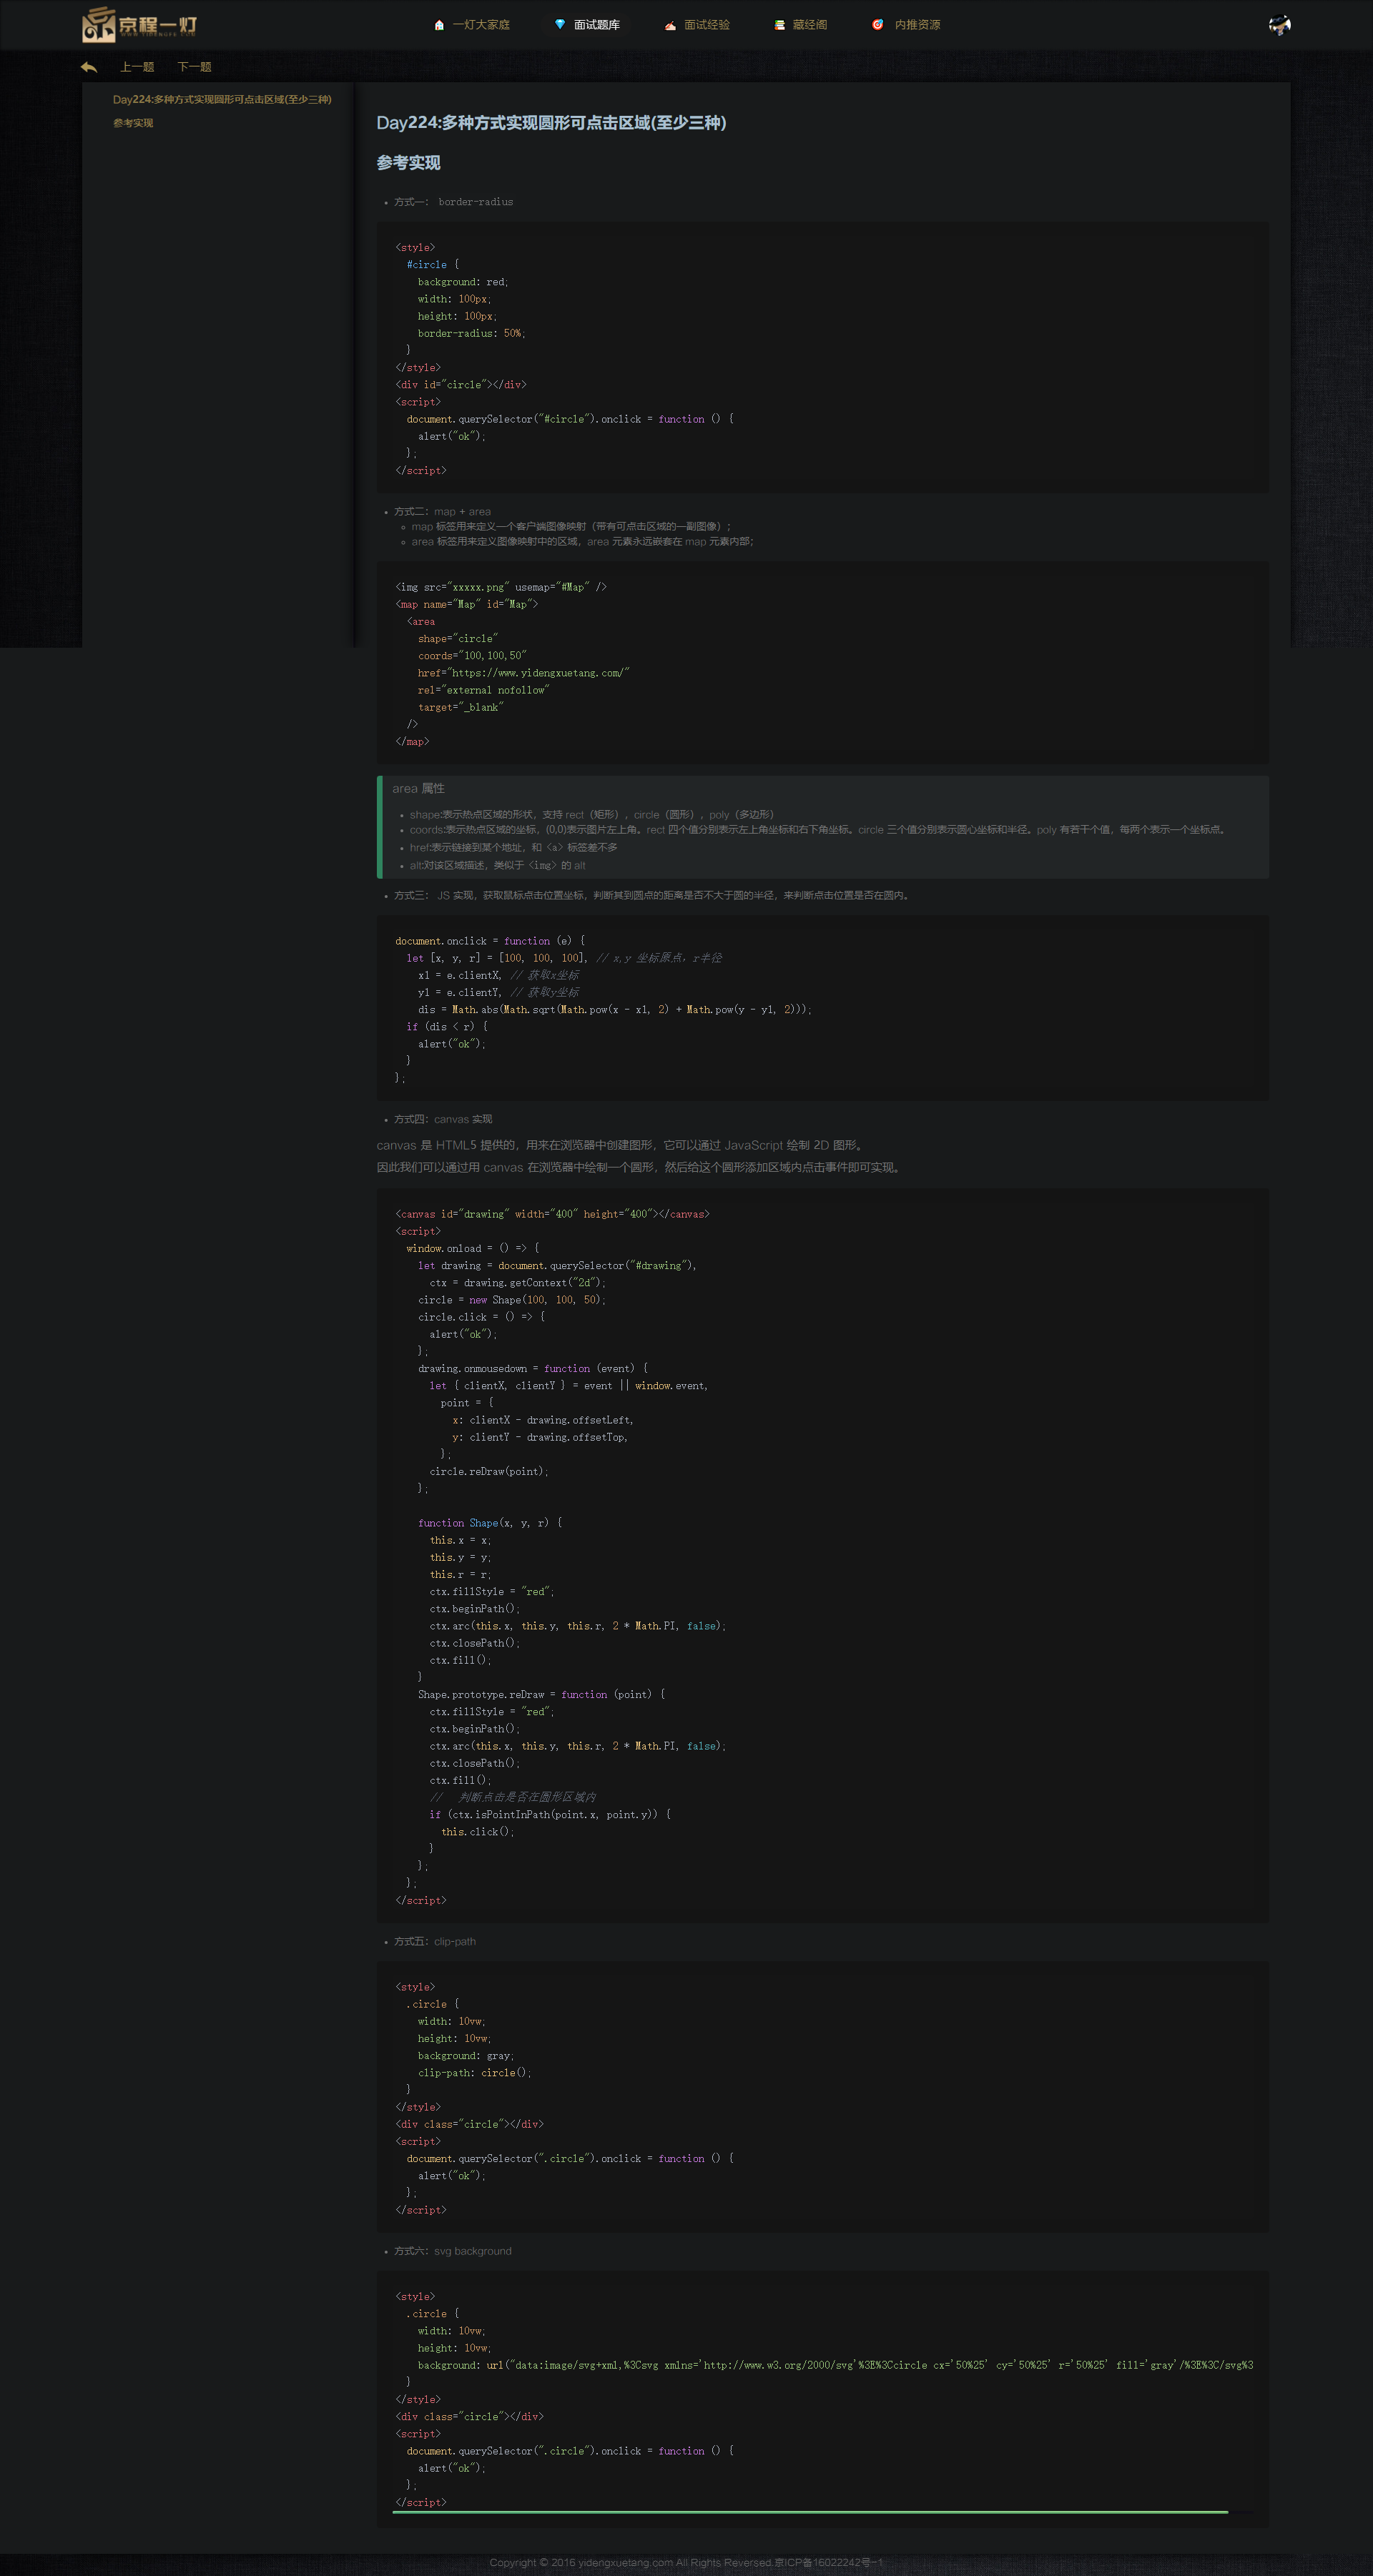 京程一灯
一灯大家庭
面试题库
面试经验
藏经阁
内推资源
上一题 下一题
Day224:多种方式实现圆形可点击区域(至少三种)
参考实现
Day224:多种方式实现圆形可点击区域(至少三种)
参考实现
方式一： border-radius
<style>
  #circle {
    background: red;
    width: 100px;
    height: 100px;
    border-radius: 50%;
  }
</style>
<div id="circle"></div>
<script>
  document.querySelector("#circle").onclick = function () {
    alert("ok");
  };
</script>
方式二：map + area
map 标签用来定义一个客户端图像映射（带有可点击区域的一副图像）；
area 标签用来定义图像映射中的区域，area 元素永远嵌套在 map 元素内部；
<img src="xxxxx.png" usemap="#Map" />
<map name="Map" id="Map">
  <area
    shape="circle"
    coords="100,100,50"
    href="https://www.yidengxuetang.com/"
    rel="external nofollow"
    target="_blank"
  />
</map>
area 属性
shape:表示热点区域的形状，支持 rect（矩形），circle（圆形），poly（多边形）
coords:表示热点区域的坐标，(0,0)表示图片左上角。rect 四个值分别表示左上角坐标和右下角坐标。circle 三个值分别表示圆心坐标和半径。poly 有若干个值，每两个表示一个坐标点。
href:表示链接到某个地址，和 <a> 标签差不多
alt:对该区域描述，类似于 <img> 的 alt
方式三： JS 实现，获取鼠标点击位置坐标，判断其到圆点的距离是否不大于圆的半径，来判断点击位置是否在圆内。
document.onclick = function (e) {
  let [x, y, r] = [100, 100, 100], // x,y 坐标原点，r半径
    x1 = e.clientX, // 获取x坐标
    y1 = e.clientY, // 获取y坐标
    dis = Math.abs(Math.sqrt(Math.pow(x - x1, 2) + Math.pow(y - y1, 2)));
  if (dis < r) {
    alert("ok");
  }
};
方式四：canvas 实现
canvas 是 HTML5 提供的，用来在浏览器中创建图形，它可以通过 JavaScript 绘制 2D 图形。
因此我们可以通过用 canvas 在浏览器中绘制一个圆形，然后给这个圆形添加区域内点击事件即可实现。
<canvas id="drawing" width="400" height="400"></canvas>
<script>
  window.onload = () => {
    let drawing = document.querySelector("#drawing"),
      ctx = drawing.getContext("2d");
    circle = new Shape(100, 100, 50);
    circle.click = () => {
      alert("ok");
    };
    drawing.onmousedown = function (event) {
      let { clientX, clientY } = event || window.event,
        point = {
          x: clientX - drawing.offsetLeft,
          y: clientY - drawing.offsetTop,
        };
      circle.reDraw(point);
    };
    function Shape(x, y, r) {
      this.x = x;
      this.y = y;
      this.r = r;
      ctx.fillStyle = "red";
      ctx.beginPath();
      ctx.arc(this.x, this.y, this.r, 2 * Math.PI, false);
      ctx.closePath();
      ctx.fill();
    }
    Shape.prototype.reDraw = function (point) {
      ctx.fillStyle = "red";
      ctx.beginPath();
      ctx.arc(this.x, this.y, this.r, 2 * Math.PI, false);
      ctx.closePath();
      ctx.fill();
      //  判断点击是否在圆形区域内
      if (ctx.isPointInPath(point.x, point.y)) {
        this.click();
      }
    };
  };
</script>
方式五：clip-path
<style>
  .circle {
    width: 10vw;
    height: 10vw;
    background: gray;
    clip-path: circle();
  }
</style>
<div class="circle"></div>
<script>
  document.querySelector(".circle").onclick = function () {
    alert("ok");
  };
</script>
方式六：svg background
<style>
  .circle {
    width: 10vw;
    height: 10vw;
    background: url("data:image/svg+xml,%3Csvg xmlns='http://www.w3.org/2000/svg'%3E%3Ccircle cx='50%25' cy='50%25' r='50%25' fill='gray'/%3E%3C/svg%3
  }
</style>
<div class="circle"></div>
<script>
  document.querySelector(".circle").onclick = function () {
    alert("ok");
  };
</script>
Copyright © 2016 yidengxuetang.com All Rights Reversed.京ICP备16022242号-1